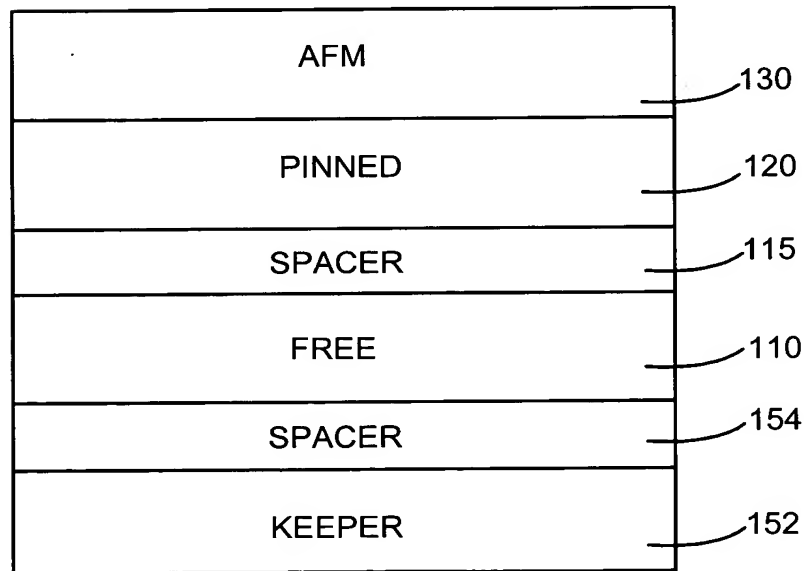 AFM
130
PINNED
120
SPACER
115
FREE
110
SPACER
154
KEEPER
152